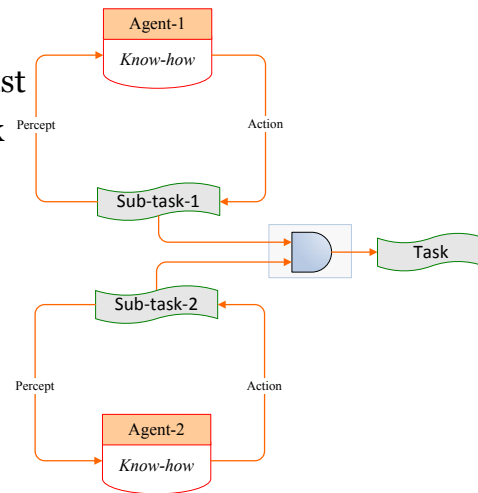 Agent-1
Know-how
Percept
Action
Sub-task-1
Task
Sub-task-2
Percept
Action
Agent-2
Know-how